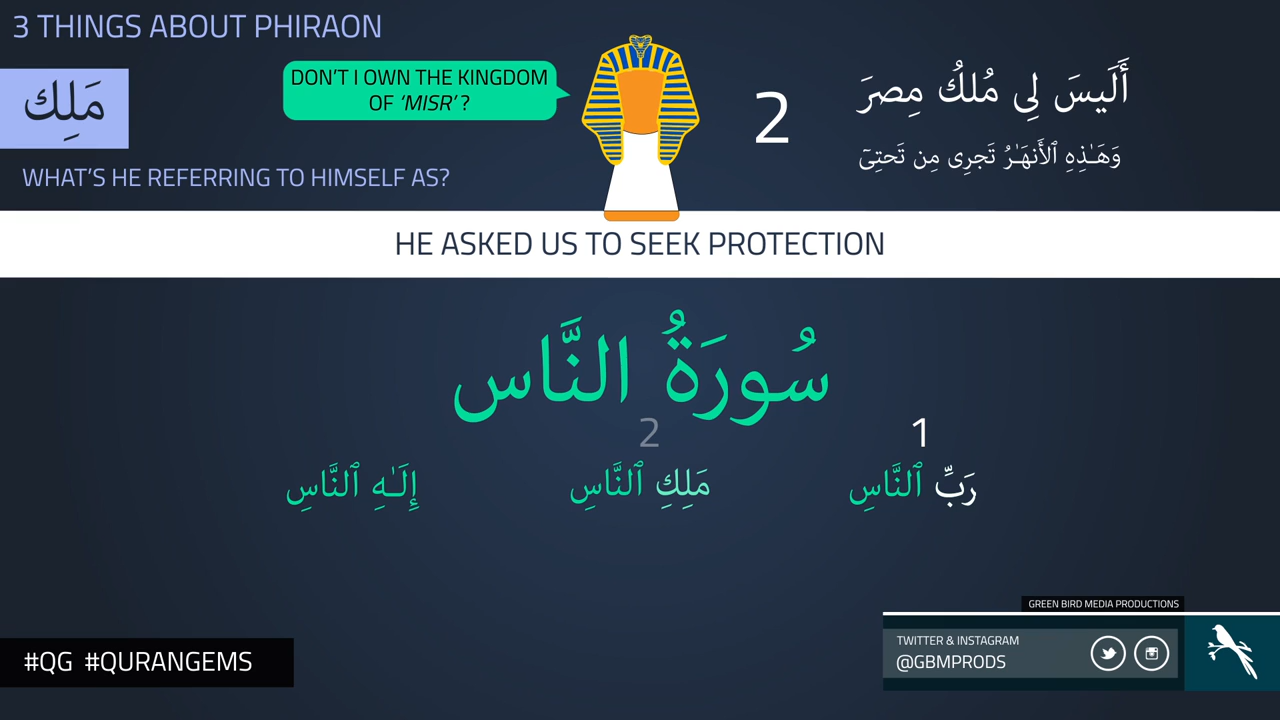 3 THINGS ABOUT PHIRAON
مَلِك
WHAT'S HE REFERRING TO HIMSELF AS?
DON'T I OWN THE KINGDOM
OF 'MISR' ?
2
أَلَيسَ لِى مُلكُ مِصرَ
وَهَـٰذِهِ ٱلأَنهَـٰرُ تَجرِى مِن تَحتِىٓ
HE ASKED US TO SEEK PROTECTION
سُورَةُ النَّاس
1
رَبِّ ٱلنَّاسِ
2
مَلِكِ ٱلنَّاسِ
إِلَـٰهِ ٱلنَّاسِ
#QG #QURANGEMS
GREEN BIRD MEDIA PRODUCTIONS
TWITTER & INSTAGRAM
@GBMPRODS